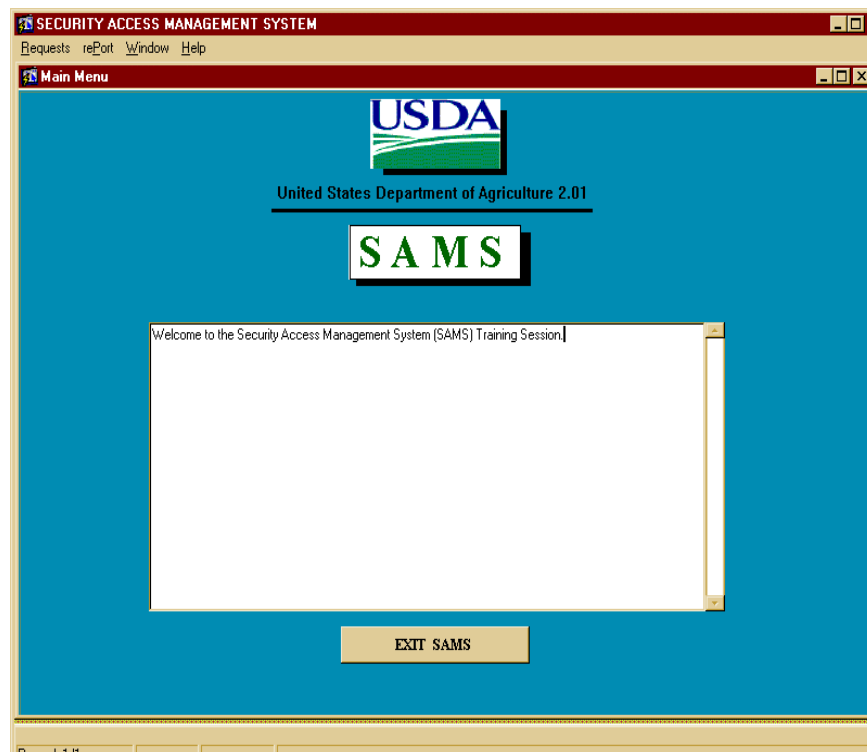 SECURITY ACCESS MANAGEMENT SYSTEM
Requests rePort Window Help
Main Menu
USDA
United States Department of Agriculture 2.01
SAMS
Welcome to the Security Access Management System (SAMS) Training Session.
EXIT SAMS